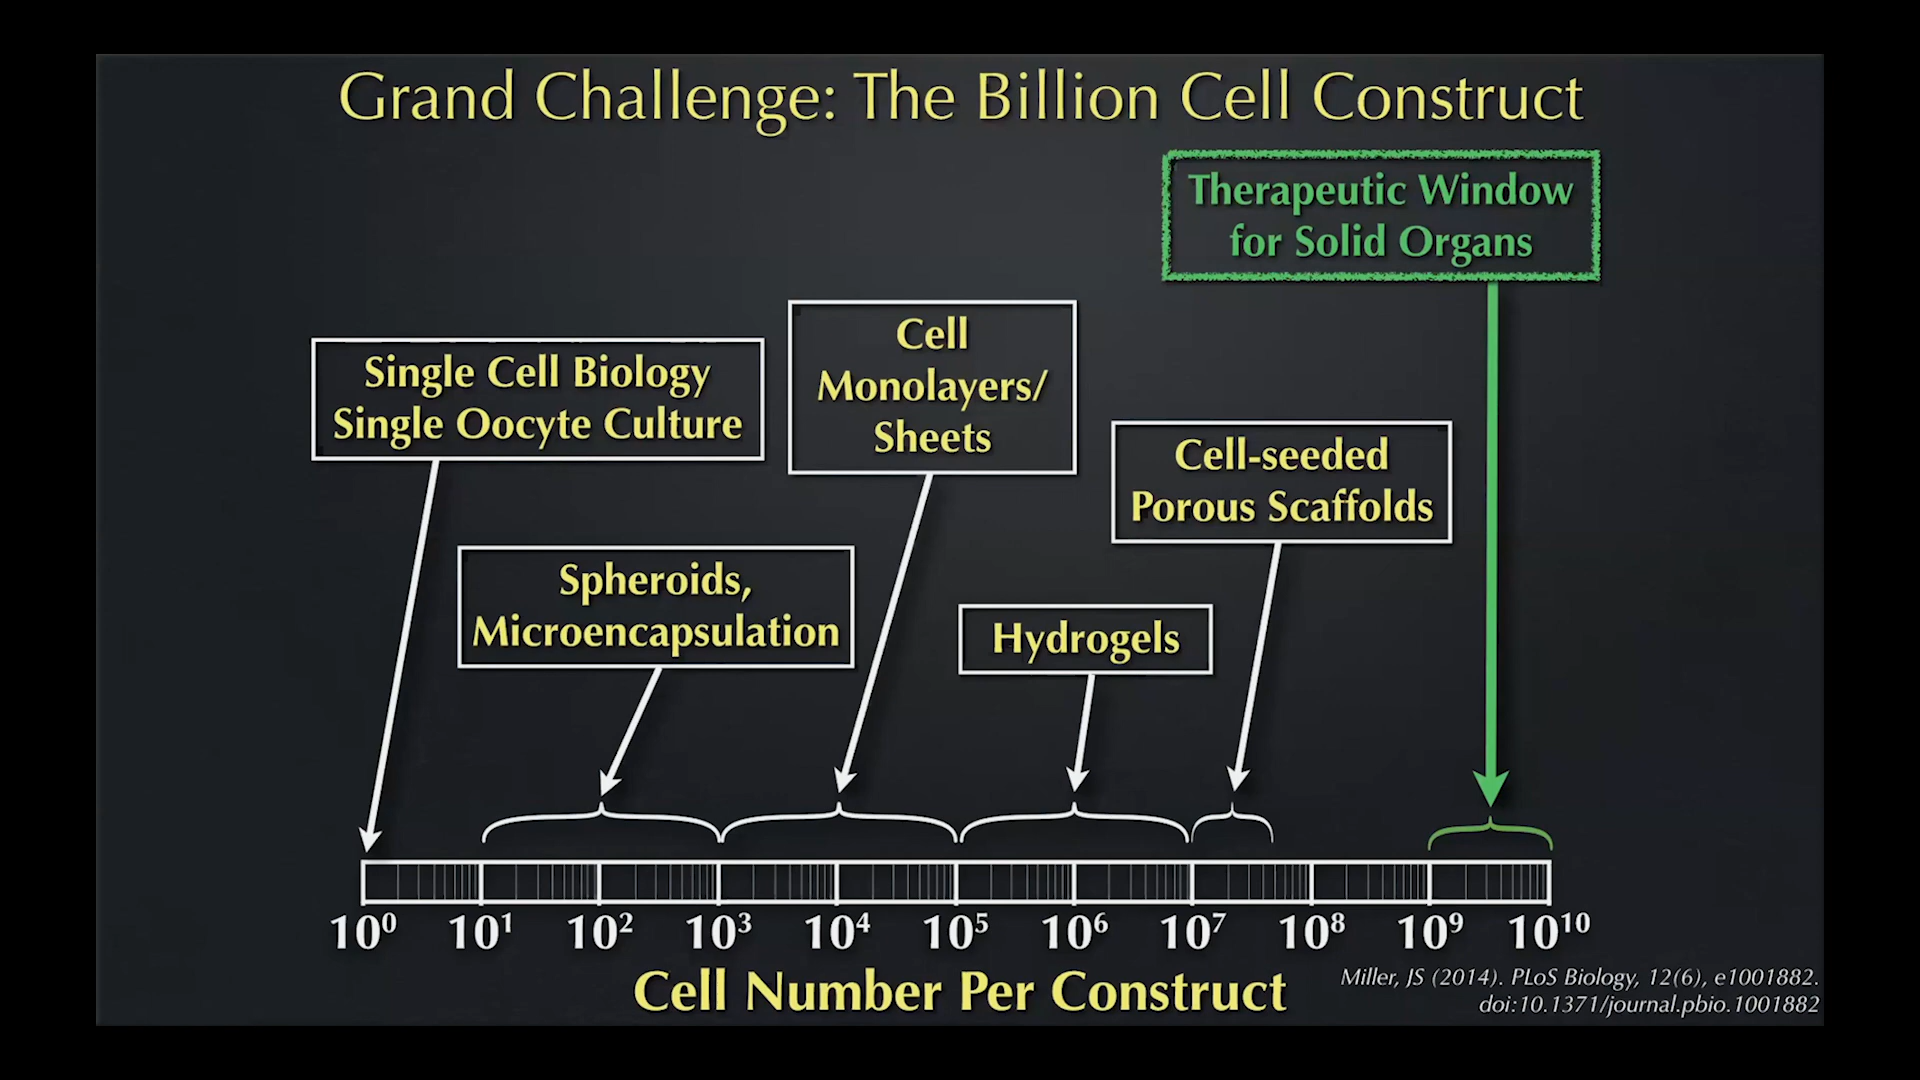 Grand Challenge: The Billion Cell Construct
Therapeutic Window
for Solid Organs
Cell
Monolayers/
Sheets
Single Cell Biology
Single Oocyte Culture
Cell-seeded
Porous Scaffolds
Spheroids,
Microencapsulation
Hydrogels
10⁰ 10¹ 10² 10³ 10⁴ 10⁵ 10⁶ 10⁷ 10⁸ 10⁹ 10¹⁰
Cell Number Per Construct
Miller, JS (2014). PLoS Biology, 12(6), e1001882.
doi:10.1371/journal.pbio.1001882